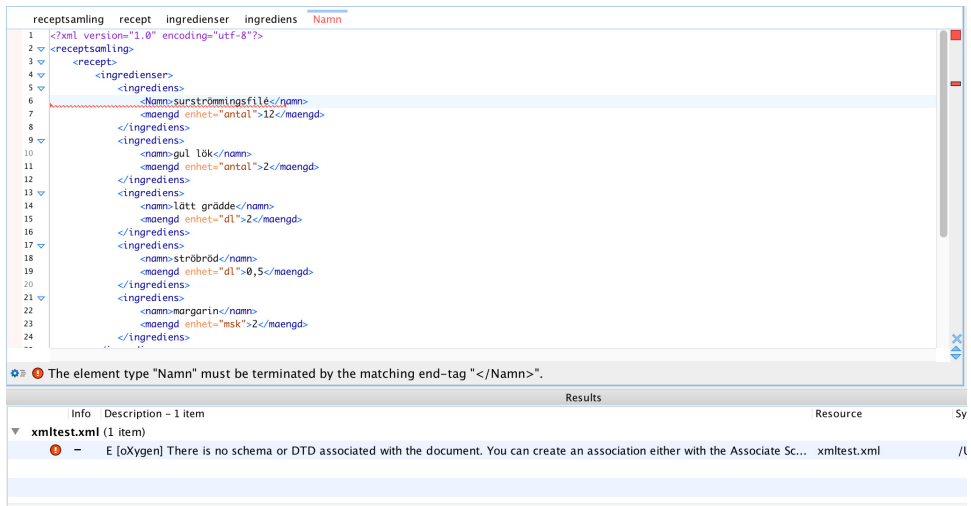 receptsamling recept ingredienser ingrediens Namn
1 <?xml version="1.0" encoding="utf-8"?>
2 <receptsamling>
3 <recept>
4 <ingredienser>
5 <ingrediens>
6 <Namn>surströmmingsfilé</namn>
7 <maengd enhet="antal">12</maengd>
8 </ingrediens>
9 <ingrediens>
10 <namn>gul lök</namn>
11 <maengd enhet="antal">2</maengd>
12 </ingrediens>
13 <ingrediens>
14 <namn>lätt grädde</namn>
15 <maengd enhet="dl">2</maengd>
16 </ingrediens>
17 <ingrediens>
18 <namn>ströbröd</namn>
19 <maengd enhet="dl">0,5</maengd>
20 </ingrediens>
21 <ingrediens>
22 <namn>margarin</namn>
23 <maengd enhet="msk">2</maengd>
24 </ingrediens>
The element type "Namn" must be terminated by the matching end-tag "</Namn>".
Results
Info Description – 1 item Resource Sy
xmltest.xml (1 item)
E [oXygen] There is no schema or DTD associated with the document. You can create an association either with the Associate Sc... xmltest.xml /U